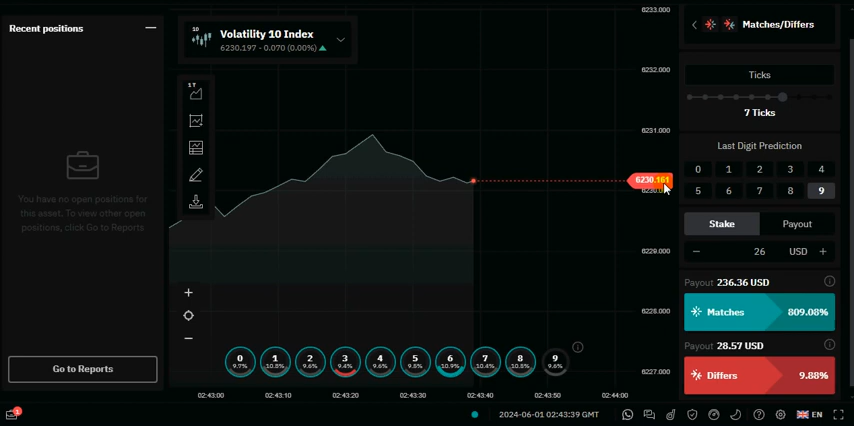 Recent positions
You have no open positions for
this asset. To view other open
positions, click Go to Reports
Go to Reports
1
10
Volatility 10 Index
6230.197 - 0.070 (0.00%)
1 T
6233.000
6232.000
6231.000
6230.161
6230.000
6229.000
6228.000
6227.000
0
9.7%
1
10.8%
2
9.6%
3
9.4%
4
9.6%
5
9.5%
6
10.9%
7
10.4%
8
10.5%
9
9.6%
02:43:00
02:43:10
02:43:20
02:43:30
02:43:40
02:43:50
02:44:00
Matches/Differs
Ticks
7 Ticks
Last Digit Prediction
0 1 2 3 4
5 6 7 8 9
Stake Payout
− 26 USD +
Payout 236.36 USD
Matches 809.08%
Payout 28.57 USD
Differs 9.88%
2024-06-01 02:43:39 GMT
EN